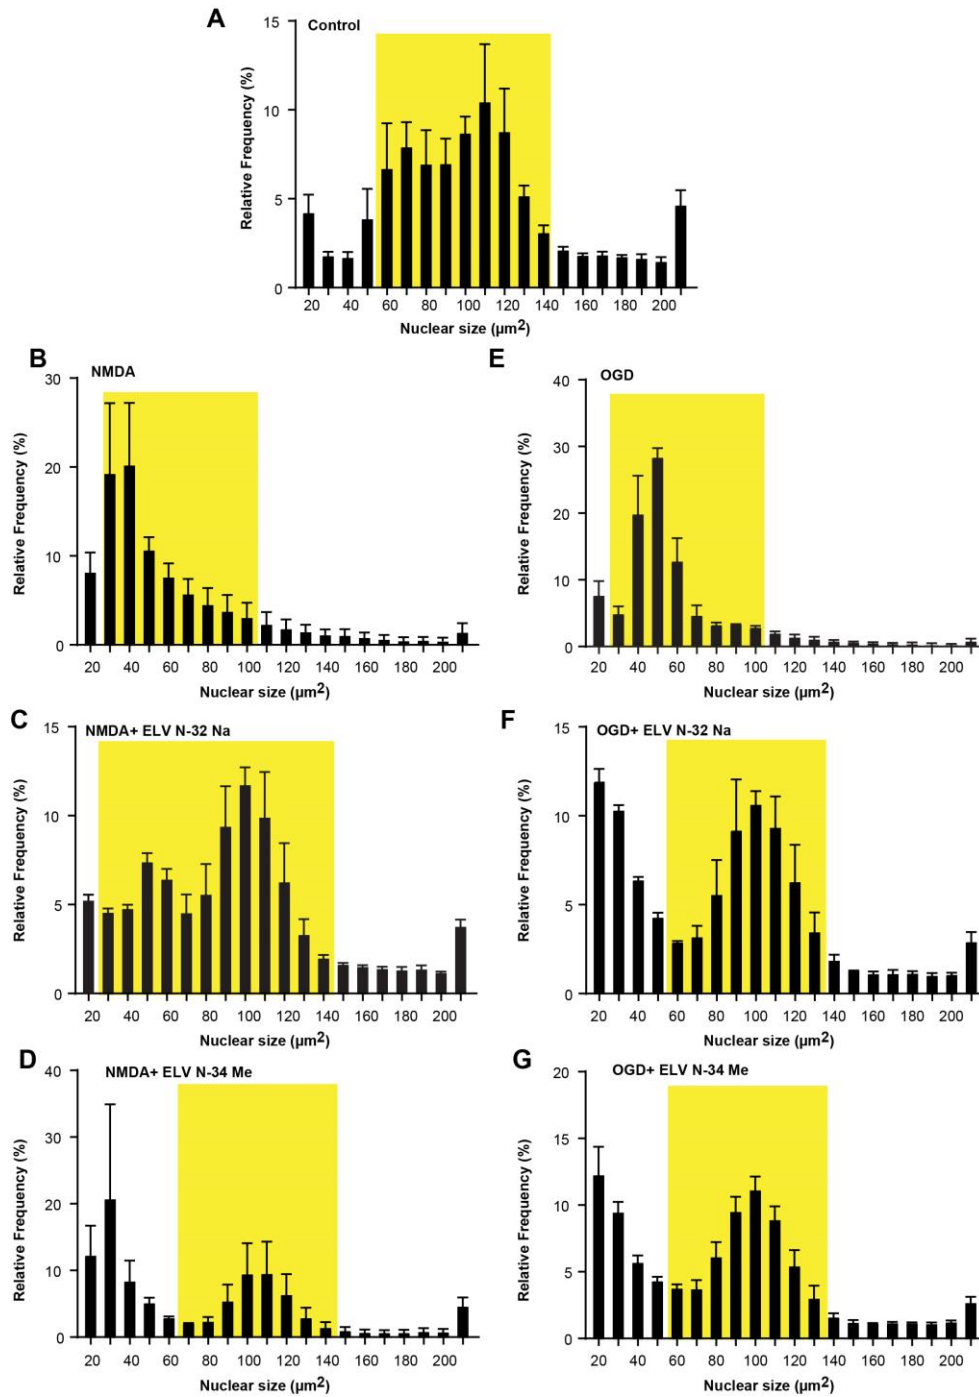 A
Control
Relative Frequency (%)
15
10
5
0
20 40 60 80 100 120 140 160 180 200
Nuclear size (µm²)
B
NMDA
Relative Frequency (%)
30
20
10
0
20 40 60 80 100 120 140 160 180 200
Nuclear size (µm²)
E
OGD
Relative Frequency (%)
40
30
20
10
0
20 40 60 80 100 120 140 160 180 200
Nuclear size (µm²)
C
NMDA+ ELV N-32 Na
Relative Frequency (%)
15
10
5
0
20 40 60 80 100 120 140 160 180 200
Nuclear size (µm²)
F
OGD+ ELV N-32 Na
Relative Frequency (%)
15
10
5
0
20 40 60 80 100 120 140 160 180 200
Nuclear size (µm²)
D
NMDA+ ELV N-34 Me
Relative Frequency (%)
40
30
20
10
0
20 40 60 80 100 120 140 160 180 200
Nuclear size (µm²)
G
OGD+ ELV N-34 Me
Relative Frequency (%)
20
15
10
5
0
20 40 60 80 100 120 140 160 180 200
Nuclear size (µm²)